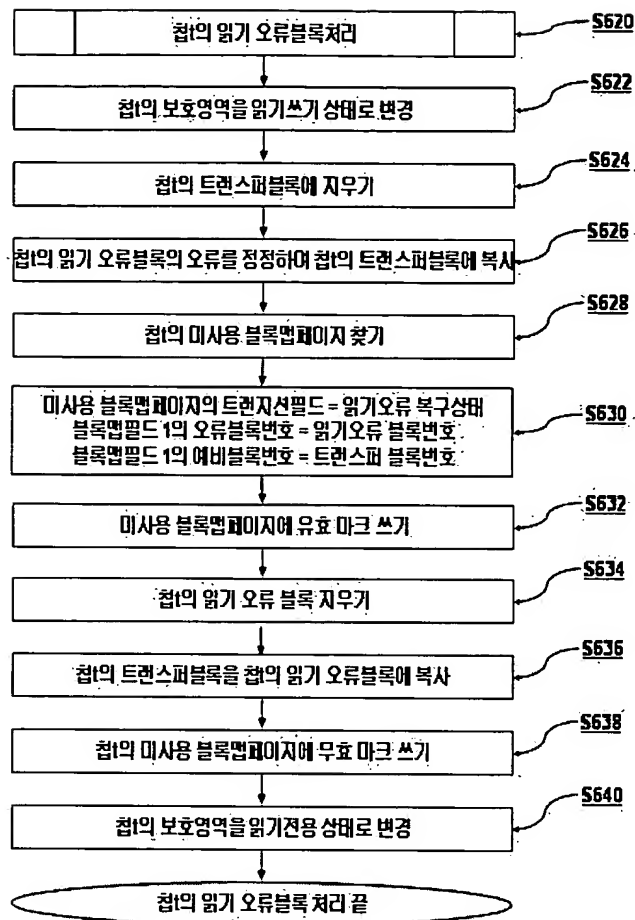 칩t의 읽기 오류블록처리
S620
칩t의 보호영역을 읽기쓰기 상태로 변경
S622
칩t의 트랜스퍼블록에 지우기
S624
칩t의 읽기 오류블록의 오류를 정정하며 칩t의 트랜스퍼블록에 복사
S626
칩t의 미사용 블록맵페이지 찾기
S628
미사용 블록맵페이지의 트랜지션필드 = 읽기오류 복구상태
블록맵필드 1의 오류블록번호 = 읽기오류 블록번호
블록맵필드 1의 예비블록번호 = 트랜스퍼 블록번호
S630
미사용 블록맵페이지에 유효 마크 쓰기
S632
칩t의 읽기 오류 블록 지우기
S634
칩t의 트랜스퍼블록을 칩t의 읽기 오류블록에 복사
S636
칩t의 미사용 블록맵페이지에 무효 마크 쓰기
S638
칩t의 보호영역을 읽기전용 상태로 변경
S640
칩t의 읽기 오류블록 처리 끝